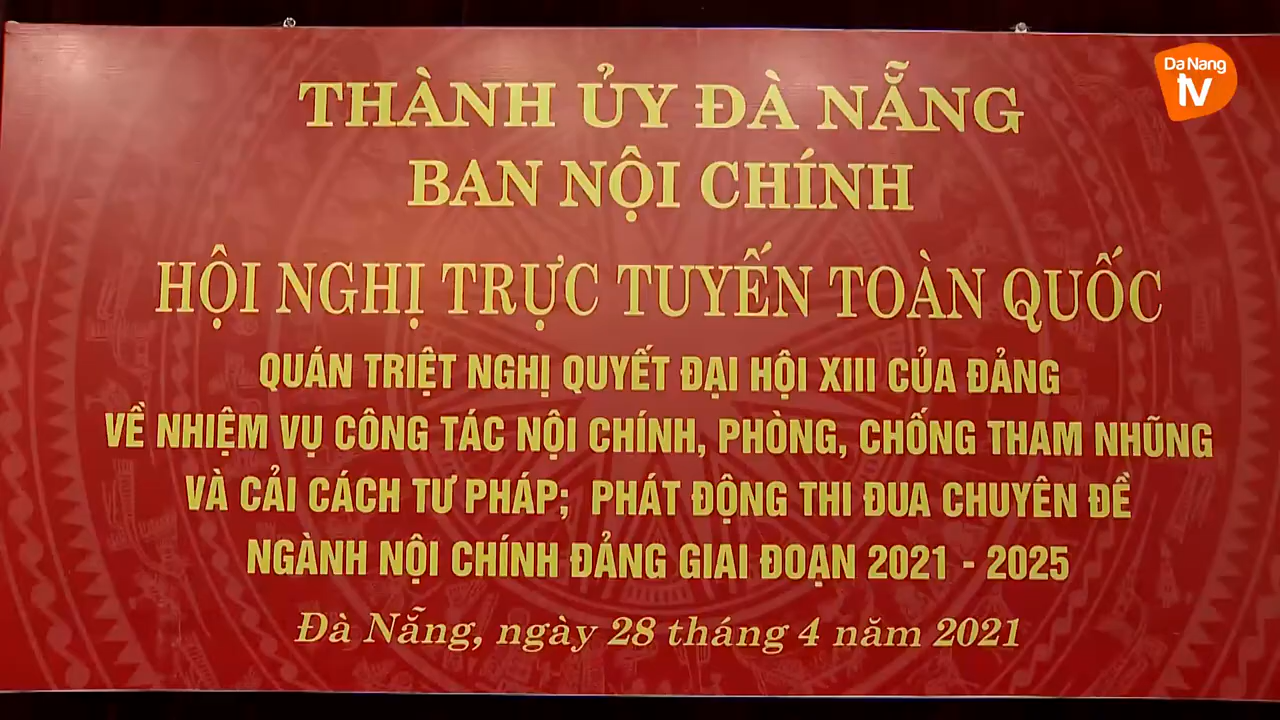 Da Nang
tv
THÀNH ỦY ĐÀ NẴNG
BAN NỘI CHÍNH
HỘI NGHỊ TRỰC TUYẾN TOÀN QUỐC
QUÁN TRIỆT NGHỊ QUYẾT ĐẠI HỘI XIII CỦA ĐẢNG
VỀ NHIỆM VỤ CÔNG TÁC NỘI CHÍNH, PHÒNG, CHỐNG THAM NHŨNG
VÀ CẢI CÁCH TƯ PHÁP; PHÁT ĐỘNG THI ĐUA CHUYÊN ĐỀ
NGÀNH NỘI CHÍNH ĐẢNG GIAI ĐOẠN 2021 - 2025
Đà Nẵng, ngày 28 tháng 4 năm 2021